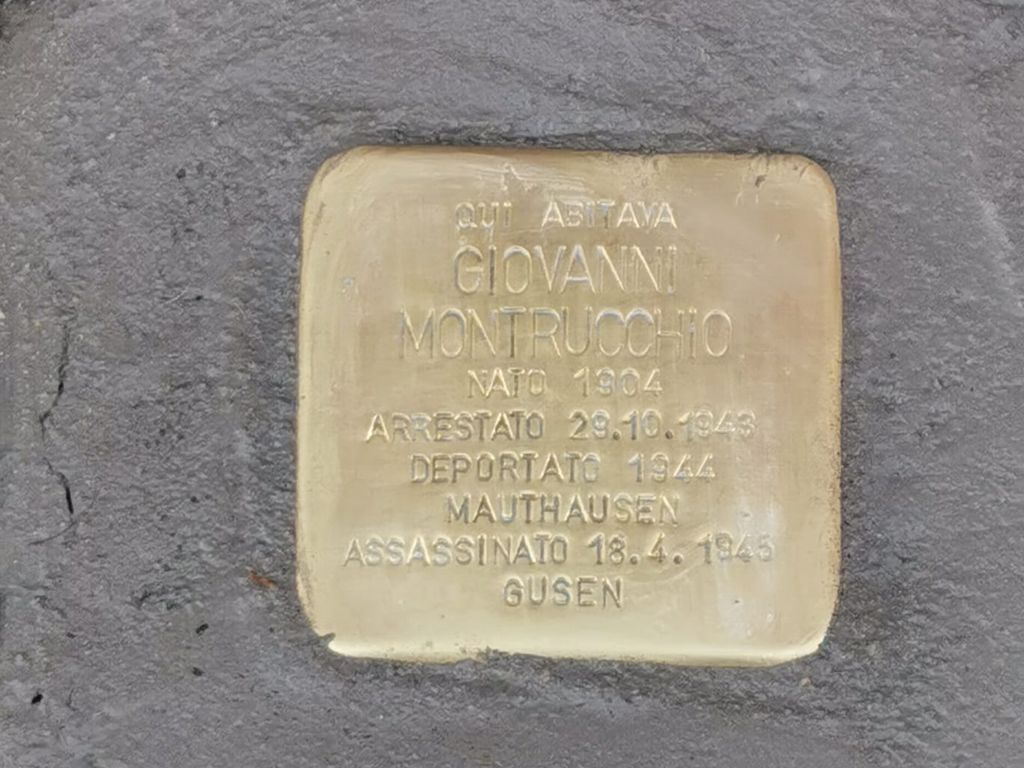 QUI ABITAVA
GIOVANNI
MONTRUCCHIO
NATO 1904
ARRESTATO 29.10.1943
DEPORTATO 1944
MAUTHAUSEN
ASSASSINATO 18.4.1945
GUSEN